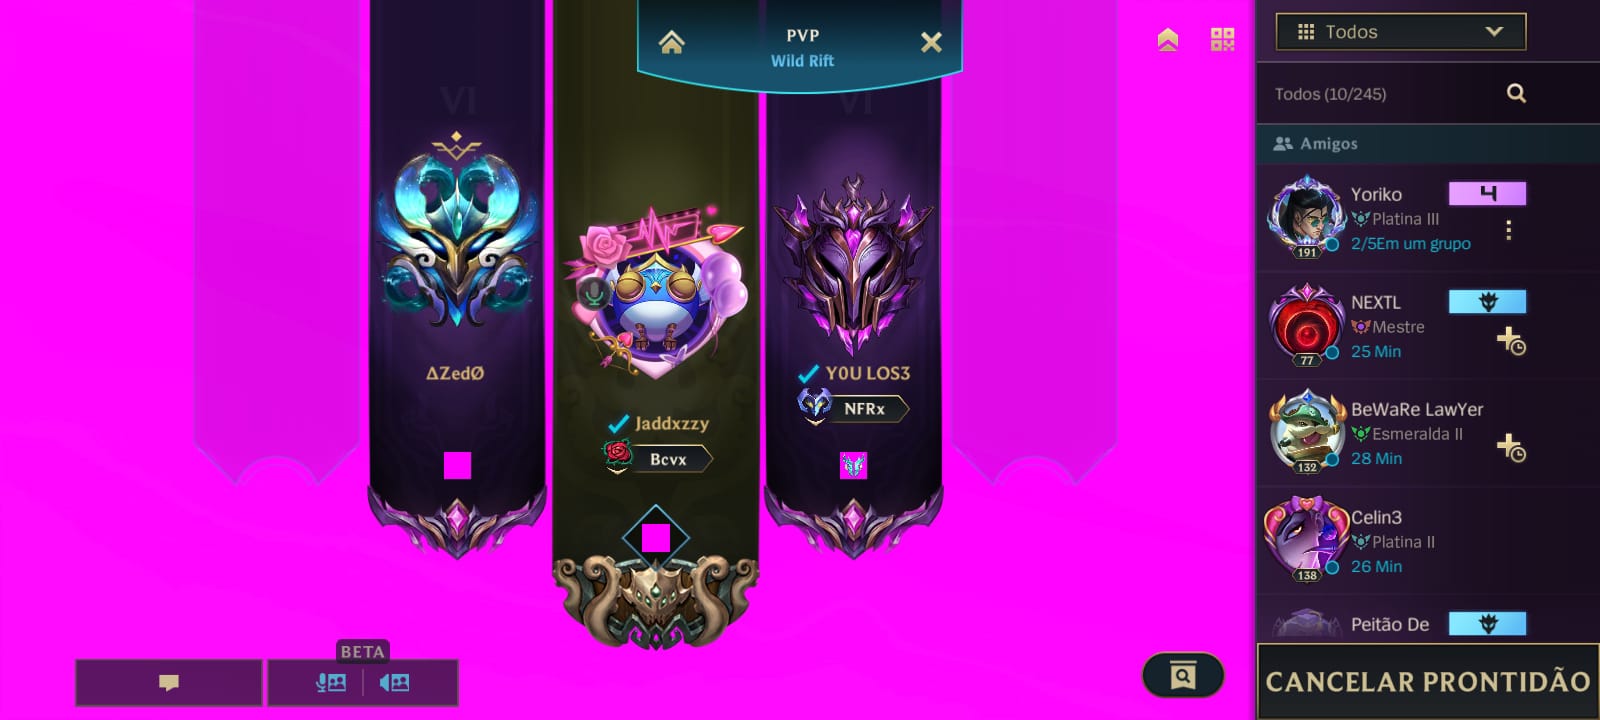 PVP
Wild Rift
VI
VI
ΔZedØ
Jaddxzzy
Bcvx
Y0U LOS3
NFRx
BETA
Todos
Todos (10/245)
Amigos
Yoriko
4
Platina III
2/5Em um grupo
191
NEXTL
Mestre
25 Min
77
BeWaRe LawYer
Esmeralda II
28 Min
132
Celin3
Platina II
26 Min
138
Peitão De
CANCELAR PRONTIDÃO